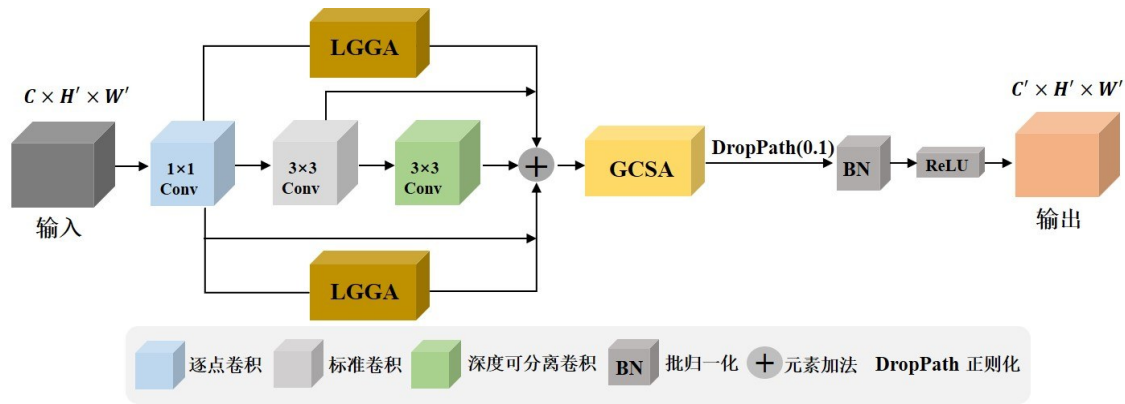 LGGA
C × H′ × W′
C′ × H′ × W′
1×1
Conv
3×3
Conv
3×3
Conv
+
GCSA
DropPath(0.1)
BN
ReLU
输入
输出
LGGA
逐点卷积
标准卷积
深度可分离卷积
BN
批归一化
+
元素加法
DropPath 正则化